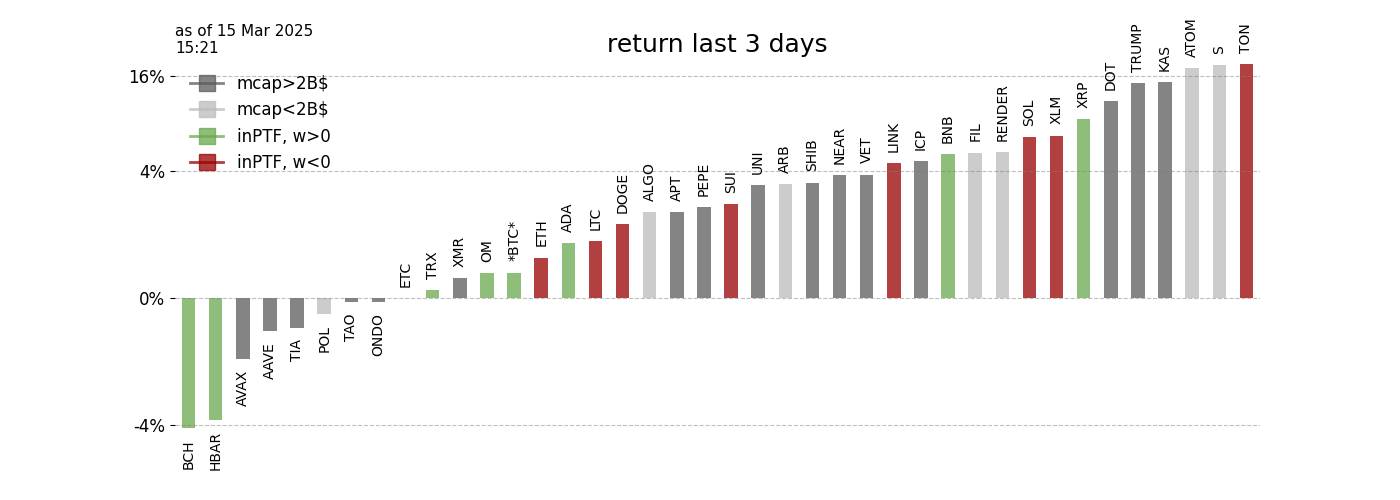 as of 15 Mar 2025
15:21
return last 3 days
16%
4%
0%
-4%
mcap>2B$
mcap<2B$
inPTF, w>0
inPTF, w<0
BCH
HBAR
AVAX
AAVE
TIA
POL
TAO
ONDO
ETC
TRX
XMR
OM
*BTC*
ETH
ADA
LTC
DOGE
ALGO
APT
PEPE
SUI
UNI
ARB
SHIB
NEAR
VET
LINK
ICP
BNB
FIL
RENDER
SOL
XLM
XRP
DOT
TRUMP
KAS
ATOM
S
TON